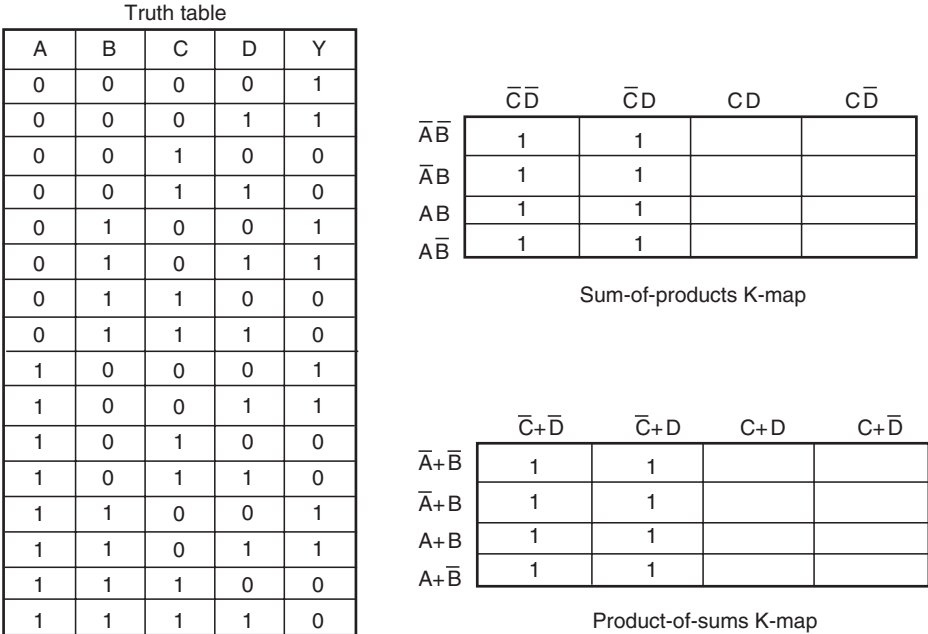 Truth table
A B C D Y
0 0 0 0 1
0 0 0 1 1
0 0 1 0 0
0 0 1 1 0
0 1 0 0 1
0 1 0 1 1
0 1 1 0 0
0 1 1 1 0
1 0 0 0 1
1 0 0 1 1
1 0 1 0 0
1 0 1 1 0
1 1 0 0 1
1 1 0 1 1
1 1 1 0 0
1 1 1 1 0
C̅D̅ C̅D CD CD̅
A̅B̅ 1 1
A̅B 1 1
AB 1 1
AB̅ 1 1
Sum-of-products K-map
C̅+D̅ C̅+D C+D C+D̅
A̅+B̅ 1 1
A̅+B 1 1
A+B 1 1
A+B̅ 1 1
Product-of-sums K-map